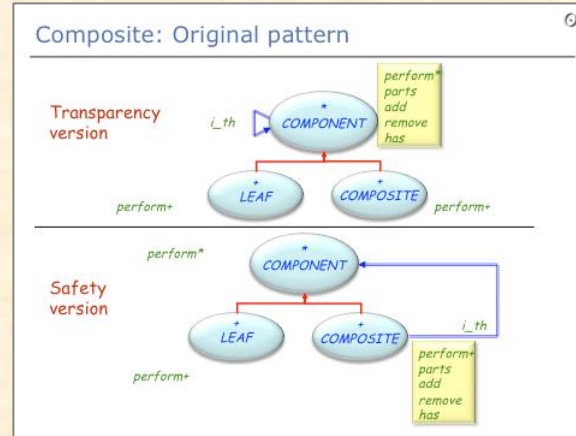 Composite: Original pattern
Transparency
version
i_th
*
COMPONENT
perform*
parts
add
remove
has
+
LEAF
+
COMPOSITE
perform+
perform+
Safety
version
perform*
*
COMPONENT
+
LEAF
+
COMPOSITE
i_th
perform+
perform+
parts
add
remove
has